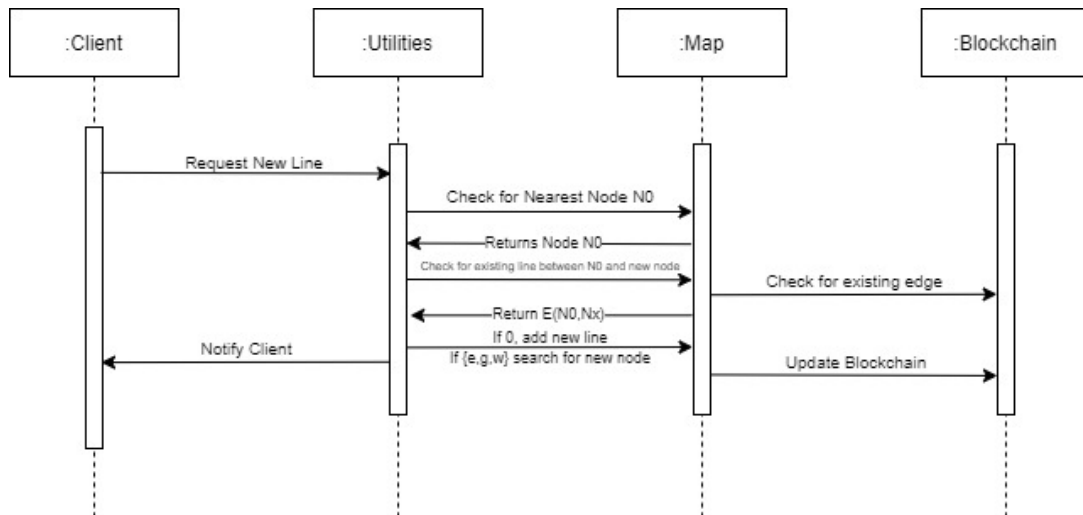 :Client
:Utilities
:Map
:Blockchain
Request New Line
Check for Nearest Node N0
Returns Node N0
Check for existing line between N0 and new node
Check for existing edge
Return E(N0,Nx)
If 0, add new line
Notify Client
If {e,g,w} search for new node
Update Blockchain